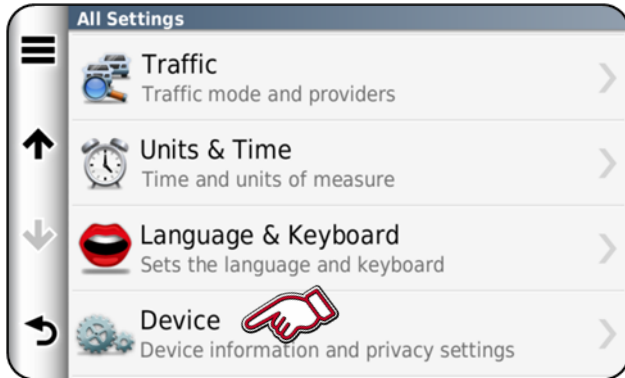 All Settings
Traffic
Traffic mode and providers
Units & Time
Time and units of measure
Language & Keyboard
Sets the language and keyboard
Device
Device information and privacy settings